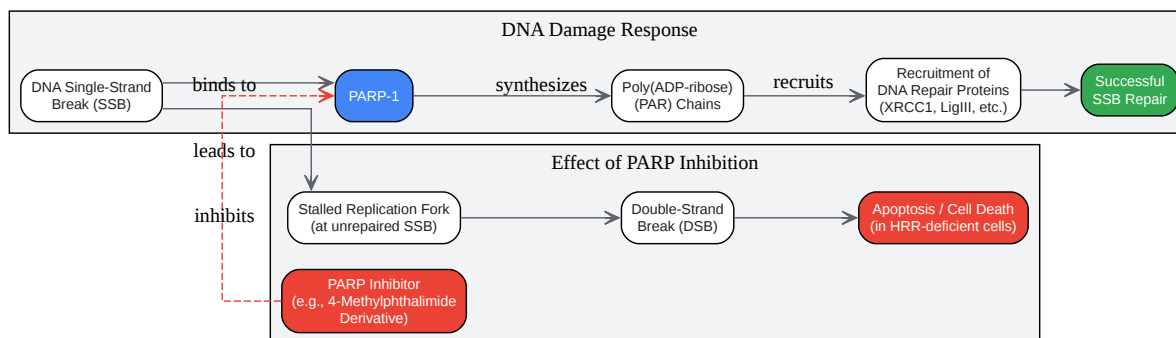 DNA Damage Response
DNA Single-Strand
Break (SSB)
binds to
PARP-1
synthesizes
Poly(ADP-ribose)
(PAR) Chains
recruits
Recruitment of
DNA Repair Proteins
(XRCC1, LigIII, etc.)
Successful
SSB Repair
leads to
Effect of PARP Inhibition
inhibits
Stalled Replication Fork
(at unrepaired SSB)
Double-Strand
Break (DSB)
Apoptosis / Cell Death
(in HRR-deficient cells)
PARP Inhibitor
(e.g., 4-Methylphthalimide
Derivative)